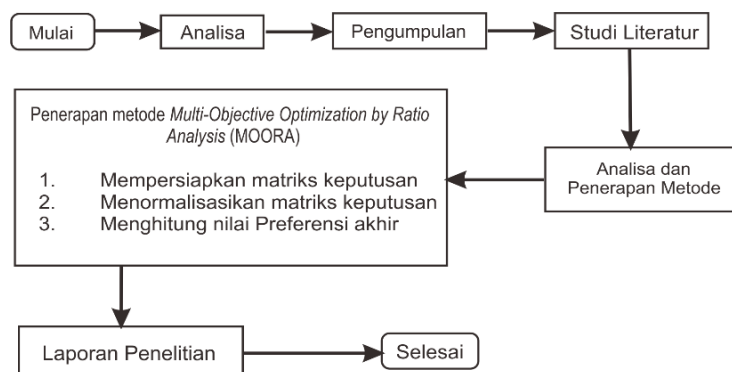 Mulai
Analisa
Pengumpulan
Studi Literatur
Analisa dan
Penerapan Metode
Penerapan metode Multi-Objective Optimization by Ratio
Analysis (MOORA)
1. Mempersiapkan matriks keputusan
2. Menormalisasikan matriks keputusan
3. Menghitung nilai Preferensi akhir
Laporan Penelitian
Selesai